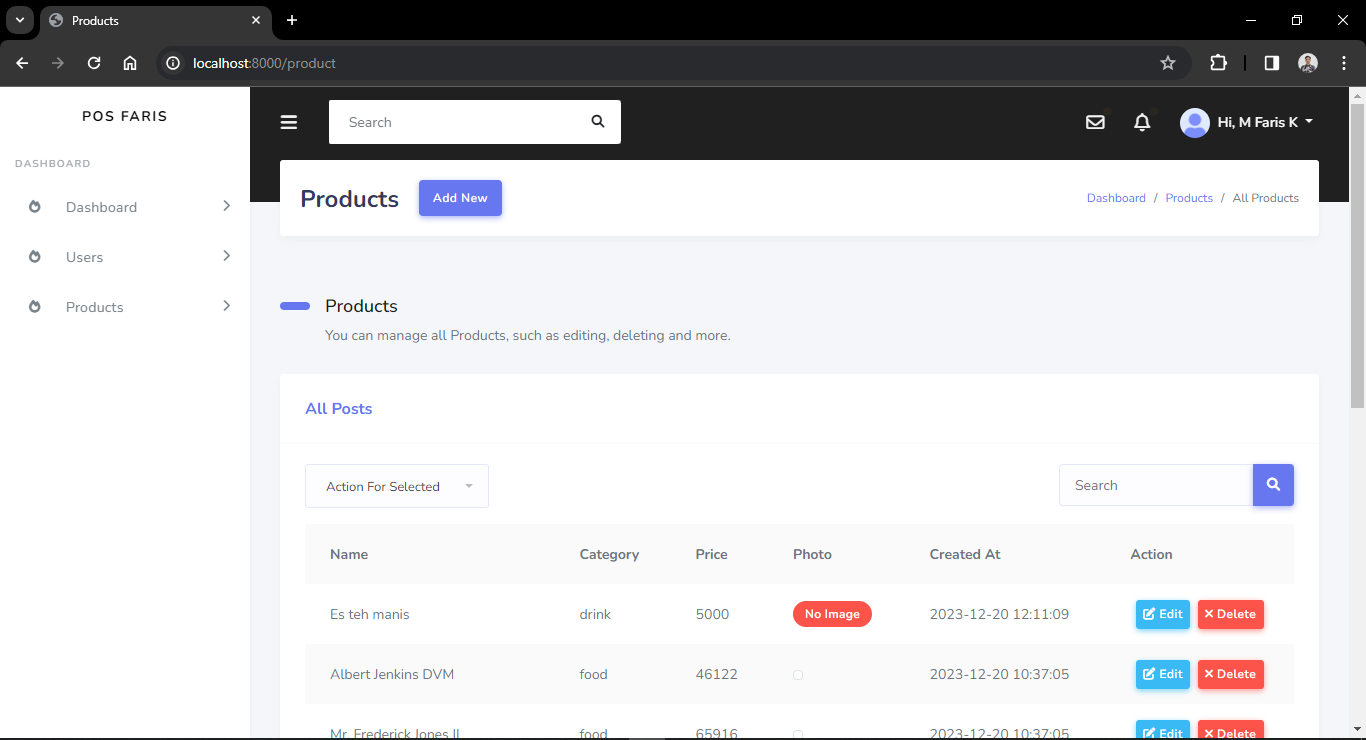 Products
localhost:8000/product
POS FARIS
Search
Hi, M Faris K
DASHBOARD
Dashboard
Users
Products
Products
Add New
Dashboard / Products / All Products
Products
You can manage all Products, such as editing, deleting and more.
All Posts
Action For Selected
Search
Name Category Price Photo Created At Action
Es teh manis drink 5000 No Image 2023-12-20 12:11:09 Edit Delete
Albert Jenkins DVM food 46122 2023-12-20 10:37:05 Edit Delete
Mr. Frederick Jones II food 65916 2023-12-20 10:37:05 Edit Delete